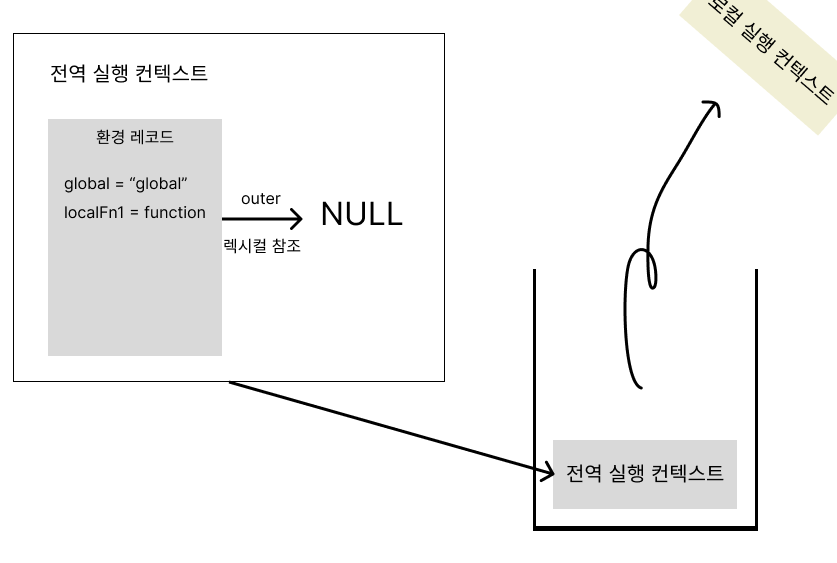 전역 실행 컨텍스트
환경 레코드
global = “global”
localFn1 = function
outer
렉시컬 참조
NULL
로컬 실행 컨텍스트
전역 실행 컨텍스트